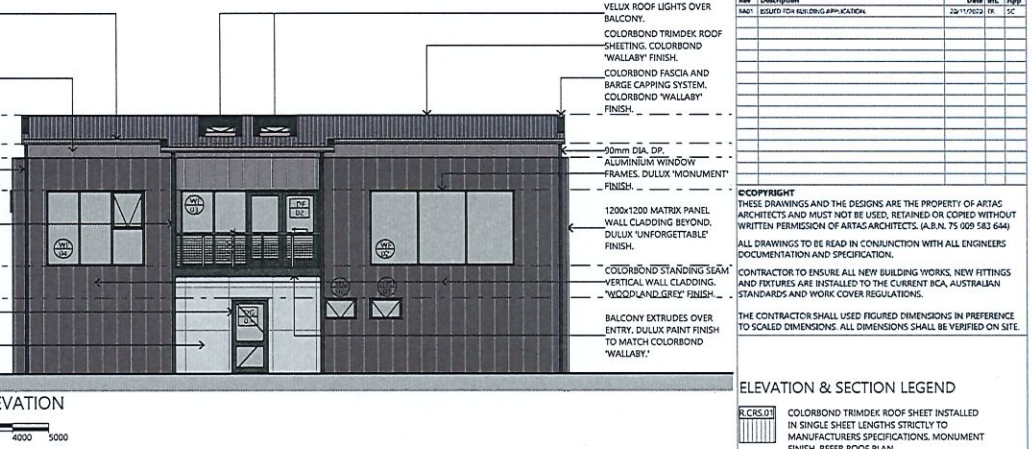 VELUX ROOF LIGHTS OVER
BALCONY.
COLORBOND TRIMDEK ROOF
SHEETING. COLORBOND
'WALLABY' FINISH.
COLORBOND FASCIA AND
BARGE CAPPING SYSTEM.
COLORBOND 'WALLABY'
FINISH.
90mm DIA. DP.
ALUMINIUM WINDOW
FRAMES. DULUX 'MONUMENT'
FINISH.
1200x1200 MATRIX PANEL
WALL CLADDING BEYOND.
DULUX 'UNFORGETTABLE'
FINISH.
COLORBOND STANDING SEAM
VERTICAL WALL CLADDING.
'WOODLAND GREY' FINISH.
BALCONY EXTRUDES OVER
ENTRY. DULUX PAINT FINISH
TO MATCH COLORBOND
'WALLABY.'
EVATION
4000 5000
Rev Description Date Int. App
BA01 ISSUED FOR BUILDING APPLICATION. SC
©COPYRIGHT
THESE DRAWINGS AND THE DESIGNS ARE THE PROPERTY OF ARTAS
ARCHITECTS AND MUST NOT BE USED, RETAINED OR COPIED WITHOUT
WRITTEN PERMISSION OF ARTAS ARCHITECTS. (A.B.N. 75 009 583 644)
ALL DRAWINGS TO BE READ IN CONJUNCTION WITH ALL ENGINEERS
DOCUMENTATION AND SPECIFICATION.
CONTRACTOR TO ENSURE ALL NEW BUILDING WORKS, NEW FITTINGS
AND FIXTURES ARE INSTALLED TO THE CURRENT BCA, AUSTRALIAN
STANDARDS AND WORK COVER REGULATIONS.
THE CONTRACTOR SHALL USED FIGURED DIMENSIONS IN PREFERENCE
TO SCALED DIMENSIONS. ALL DIMENSIONS SHALL BE VERIFIED ON SITE.
ELEVATION & SECTION LEGEND
R.CRS.01
COLORBOND TRIMDEK ROOF SHEET INSTALLED
IN SINGLE SHEET LENGTHS STRICTLY TO
MANUFACTURERS SPECIFICATIONS. MONUMENT
FINISH. REFER ROOF PLAN